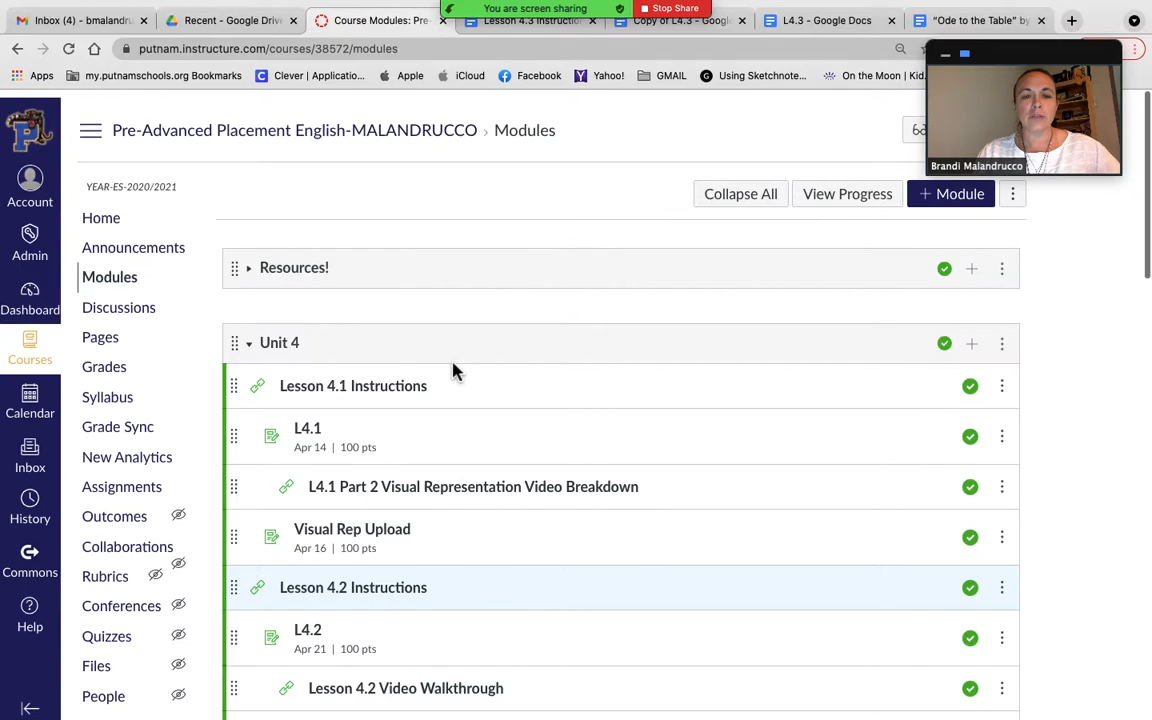 Inbox (4) - bmalandru
Recent - Google Drive
Course Modules: Pre-
Lesson 4.3 Instruction
Copy of L4.3 - Google
L4.3 - Google Docs
“Ode to the Table” by
You are screen sharing
Stop Share
putnam.instructure.com/courses/38572/modules
Apps
my.putnamschools.org Bookmarks
Clever | Applicatio...
Apple
iCloud
Facebook
Yahoo!
GMAIL
Using Sketchnote...
On the Moon | Kid.
Brandi Malandrucco
Pre-Advanced Placement English-MALANDRUCCO › Modules
YEAR-ES-2020/2021
Collapse All
View Progress
+ Module
Account
Admin
Dashboard
Courses
Calendar
Inbox
History
Commons
Help
Home
Announcements
Modules
Discussions
Pages
Grades
Syllabus
Grade Sync
New Analytics
Assignments
Outcomes
Collaborations
Rubrics
Conferences
Quizzes
Files
People
Resources!
Unit 4
Lesson 4.1 Instructions
L4.1
Apr 14 | 100 pts
L4.1 Part 2 Visual Representation Video Breakdown
Visual Rep Upload
Apr 16 | 100 pts
Lesson 4.2 Instructions
L4.2
Apr 21 | 100 pts
Lesson 4.2 Video Walkthrough